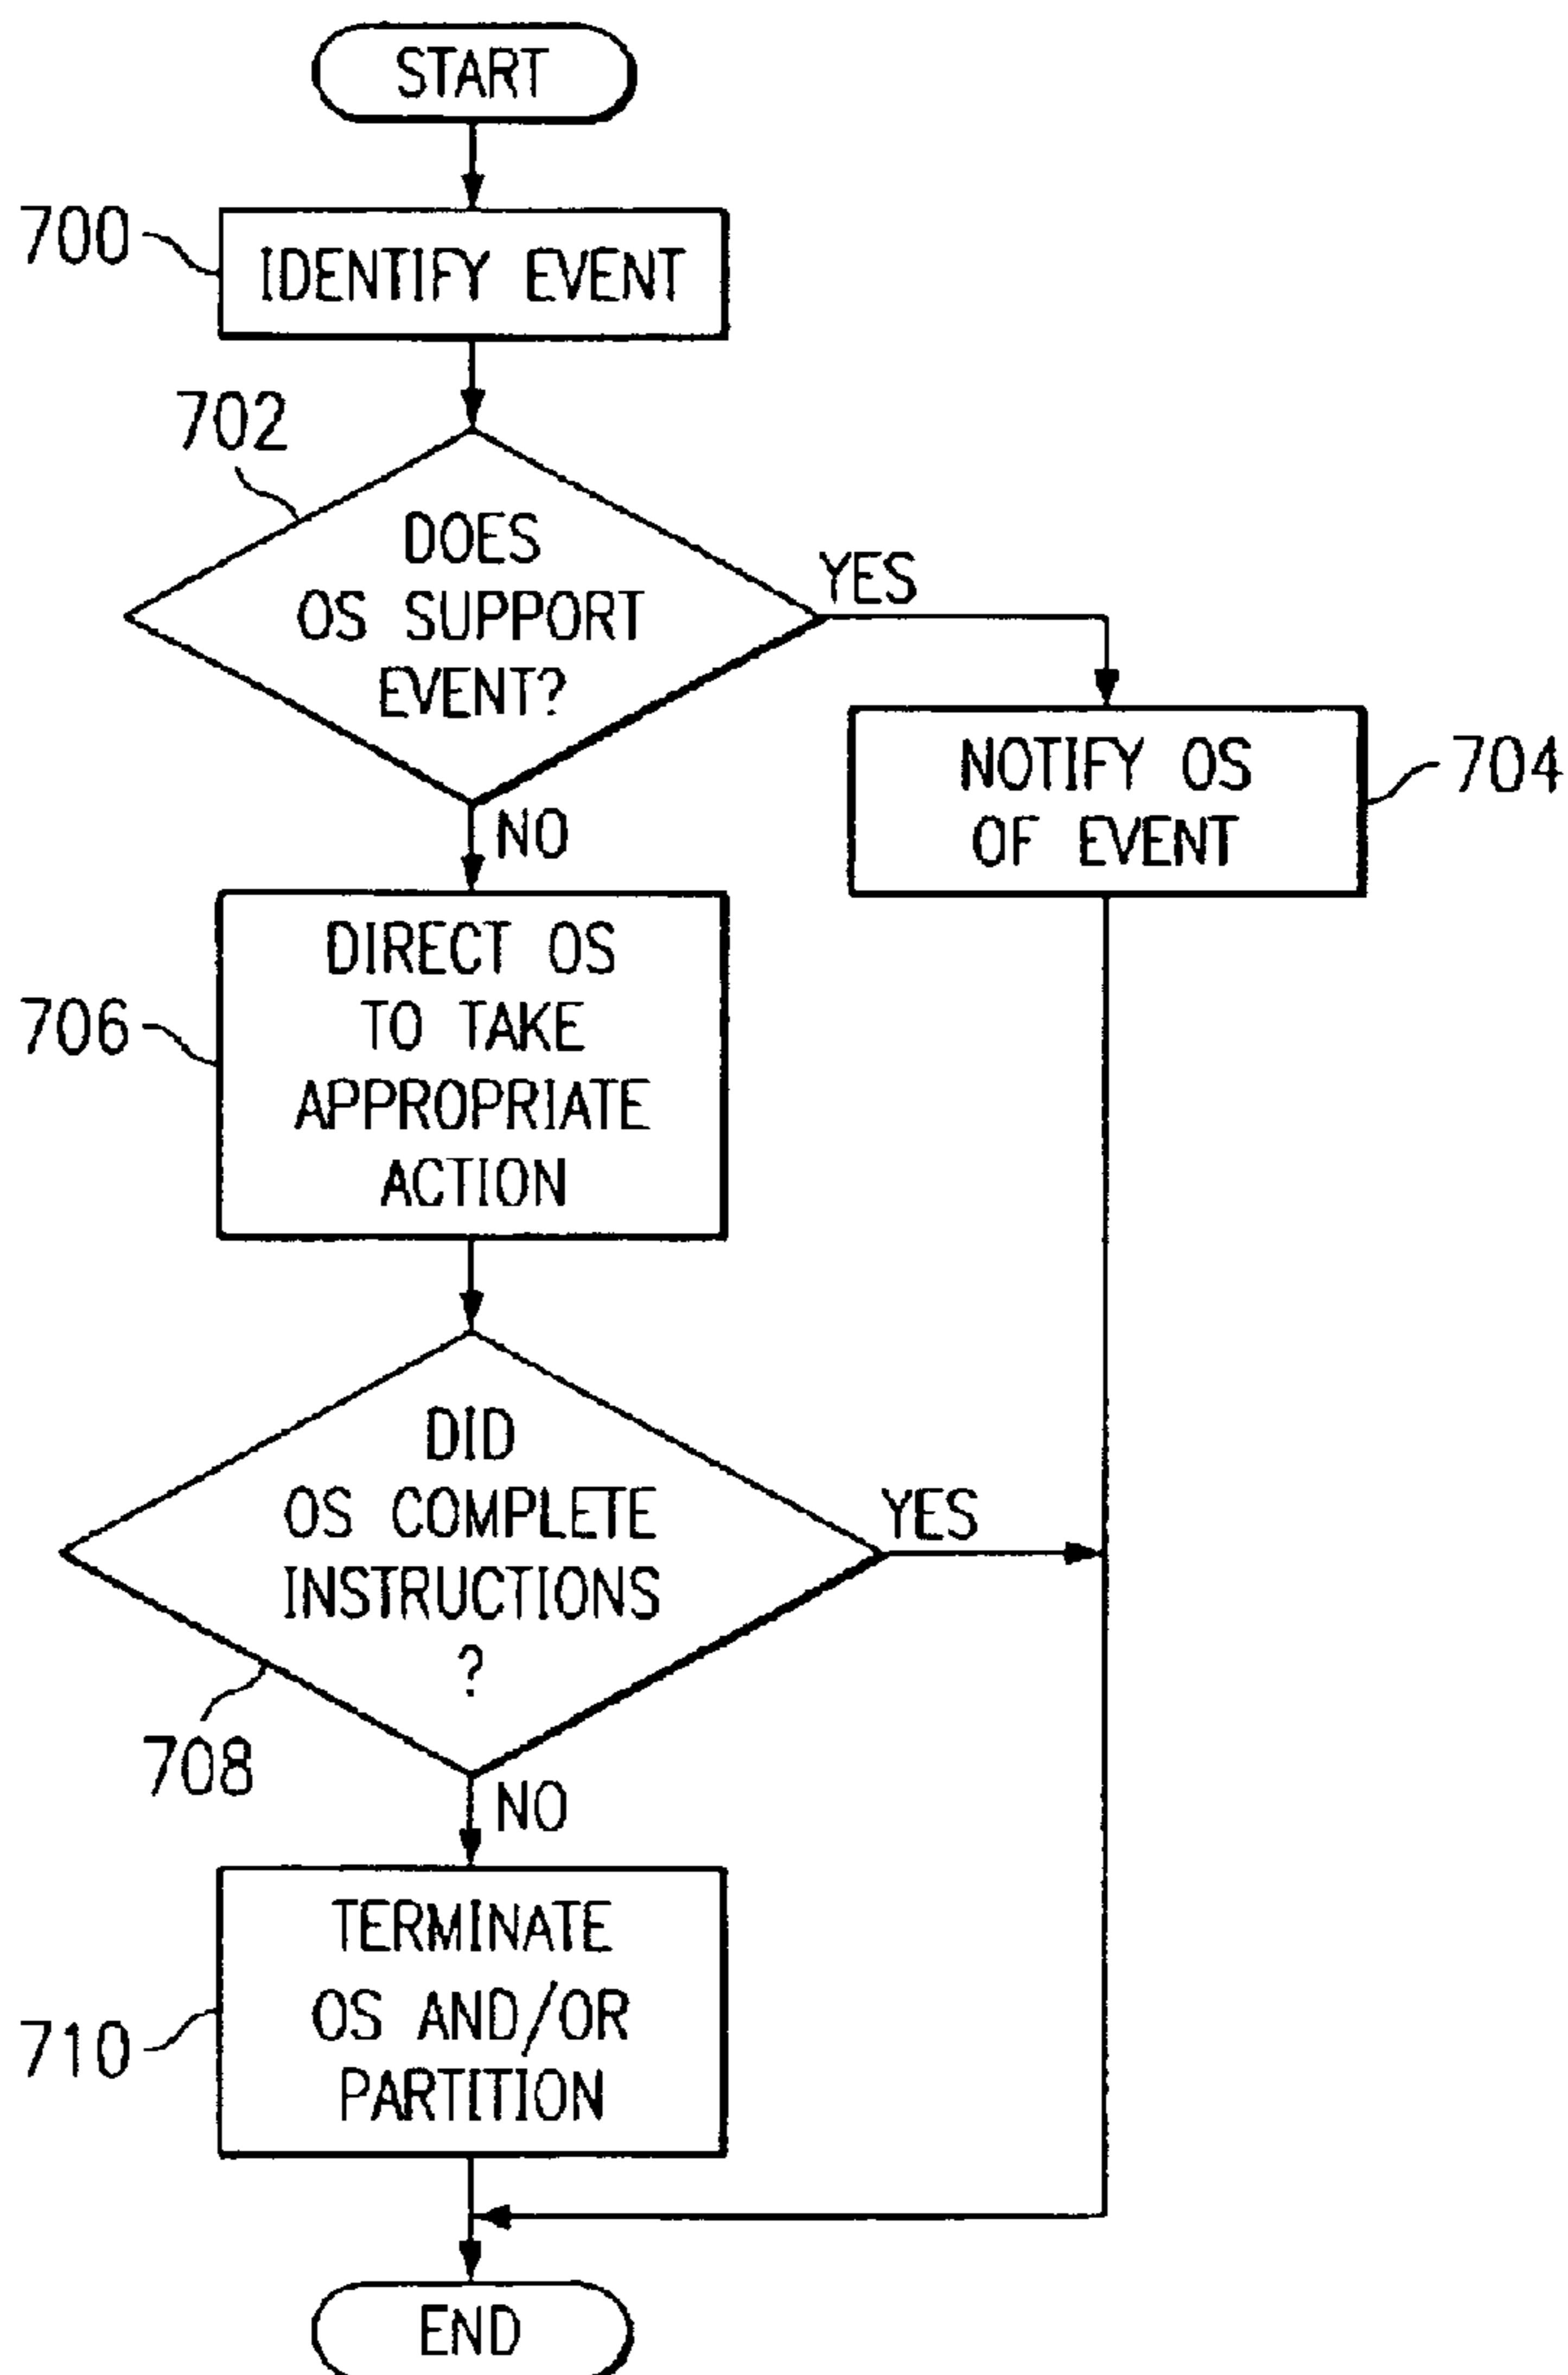 START
700
IDENTIFY EVENT
702
DOES
OS SUPPORT
EVENT?
YES
NO
NOTIFY OS
OF EVENT
704
DIRECT OS
TO TAKE
APPROPRIATE
ACTION
706
DID
OS COMPLETE
INSTRUCTIONS
?
YES
708
NO
TERMINATE
OS AND/OR
PARTITION
710
END